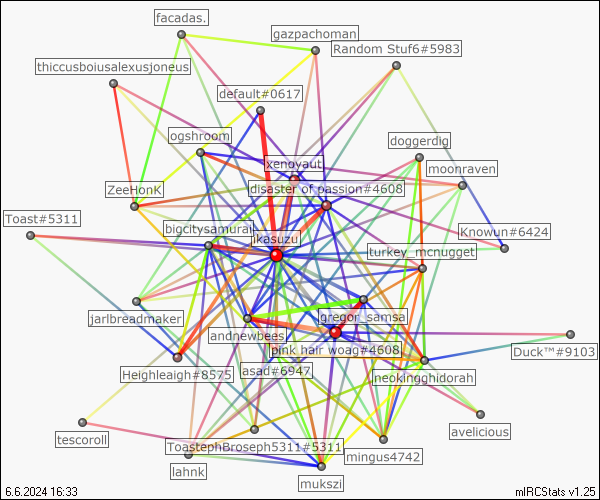 facadas.
gazpachoman
Random Stuf6#5983
thiccusboiusalexusjoneus
default#0617
ogshroom
doggerdig
xenoyaut
moonraven
ZeeHonK
disaster of passion#4608
Toast#5311
bigcitysamurai
Knowun#6424
ikasuzu
turkey_mcnugget
jarlbreadmaker
gregor_samsa
andnewbees
pink hair woag#4608
Duck™#9103
Heighleaigh#8575
asad#6947
neokingghidorah
tescoroll
avelicious
ToastephBroseph5311#5311
mingus4742
lahnk
mukszi
6.6.2024 16:33
mIRCStats v1.25